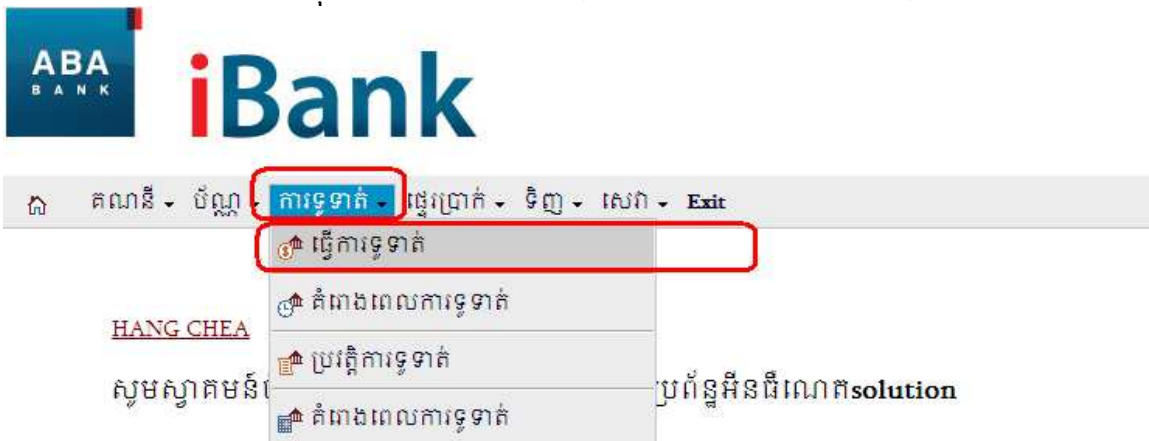 ABA
BANK
iBank
គណនី ប័ណ្ណ ការទូទាត់ ផ្ទេរប្រាក់ ទិញ សេវា Exit
ធ្វើការទូទាត់
គំរោងពេលការទូទាត់
HANG CHEA
ប្រវត្តិការទូទាត់
សូមស្វាគមន៍ ប្រព័ន្ធអ៊ីនធឺណេតsolution
គំរោងពេលការទូទាត់